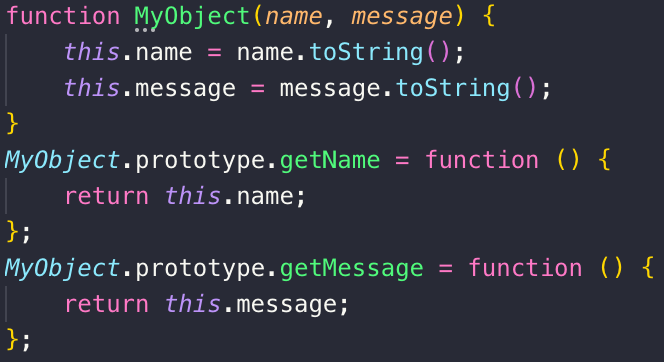 function MyObject(name, message) {
    this.name = name.toString();
    this.message = message.toString();
}
MyObject.prototype.getName = function () {
    return this.name;
};
MyObject.prototype.getMessage = function () {
    return this.message;
};